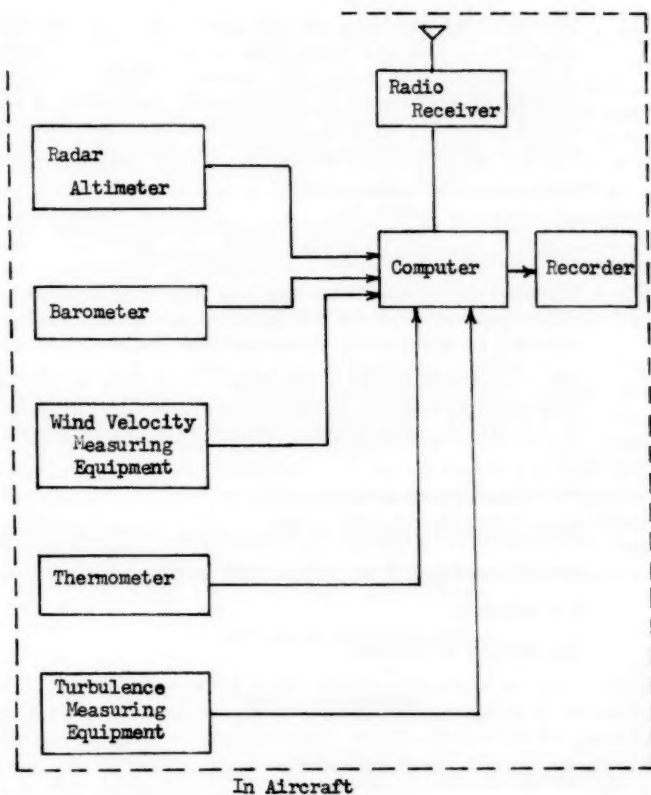 Radio
Receiver
Radar
Altimeter
Computer
Recorder
Barometer
Wind Velocity
Measuring
Equipment
Thermometer
Turbulence
Measuring
Equipment
In Aircraft